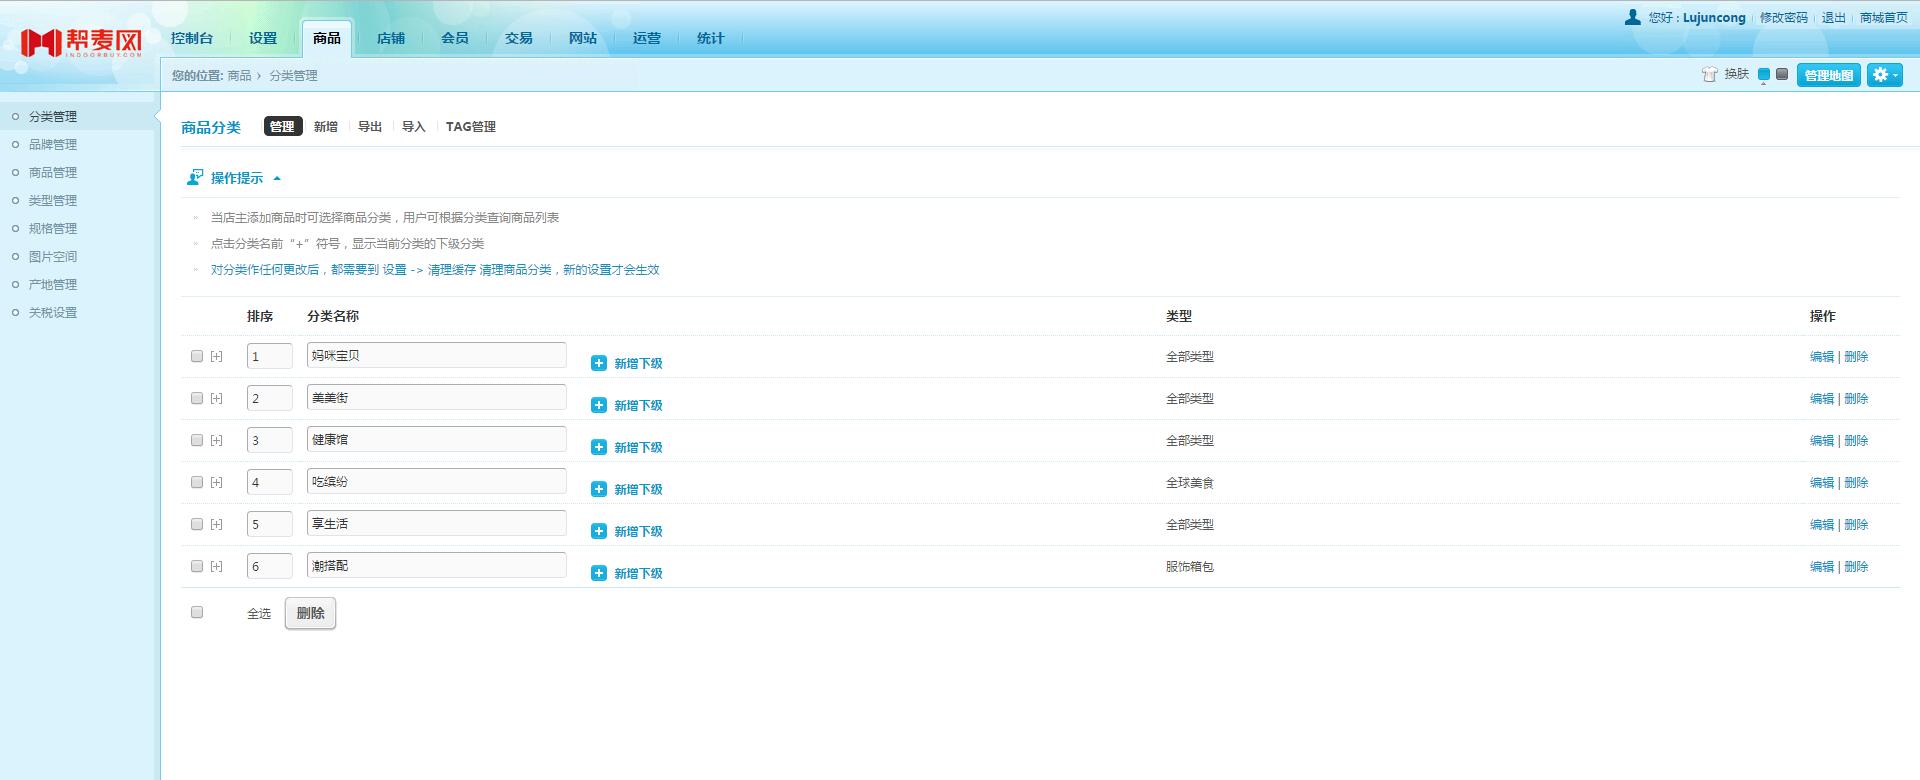 您好：Lujuncong 修改密码 退出 商城首页
帮麦网
INDOORBUY.COM
控制台 设置 商品 店铺 会员 交易 网站 运营 统计
您的位置: 商品 › 分类管理
换肤 管理地图
分类管理
品牌管理
商品管理
类型管理
规格管理
图片空间
产地管理
关税设置
商品分类 管理 新增 导出 导入 TAG管理
操作提示
当店主添加商品时可选择商品分类，用户可根据分类查询商品列表
点击分类名前“+”符号，显示当前分类的下级分类
对分类作任何更改后，都需要到 设置 -> 清理缓存 清理商品分类，新的设置才会生效
排序 分类名称 类型 操作
[+] 1 妈咪宝贝 新增下级 全部类型 编辑 | 删除
[+] 2 美美街 新增下级 全部类型 编辑 | 删除
[+] 3 健康馆 新增下级 全部类型 编辑 | 删除
[+] 4 吃缤纷 新增下级 全球美食 编辑 | 删除
[+] 5 享生活 新增下级 全部类型 编辑 | 删除
[+] 6 潮搭配 新增下级 服饰箱包 编辑 | 删除
全选 删除